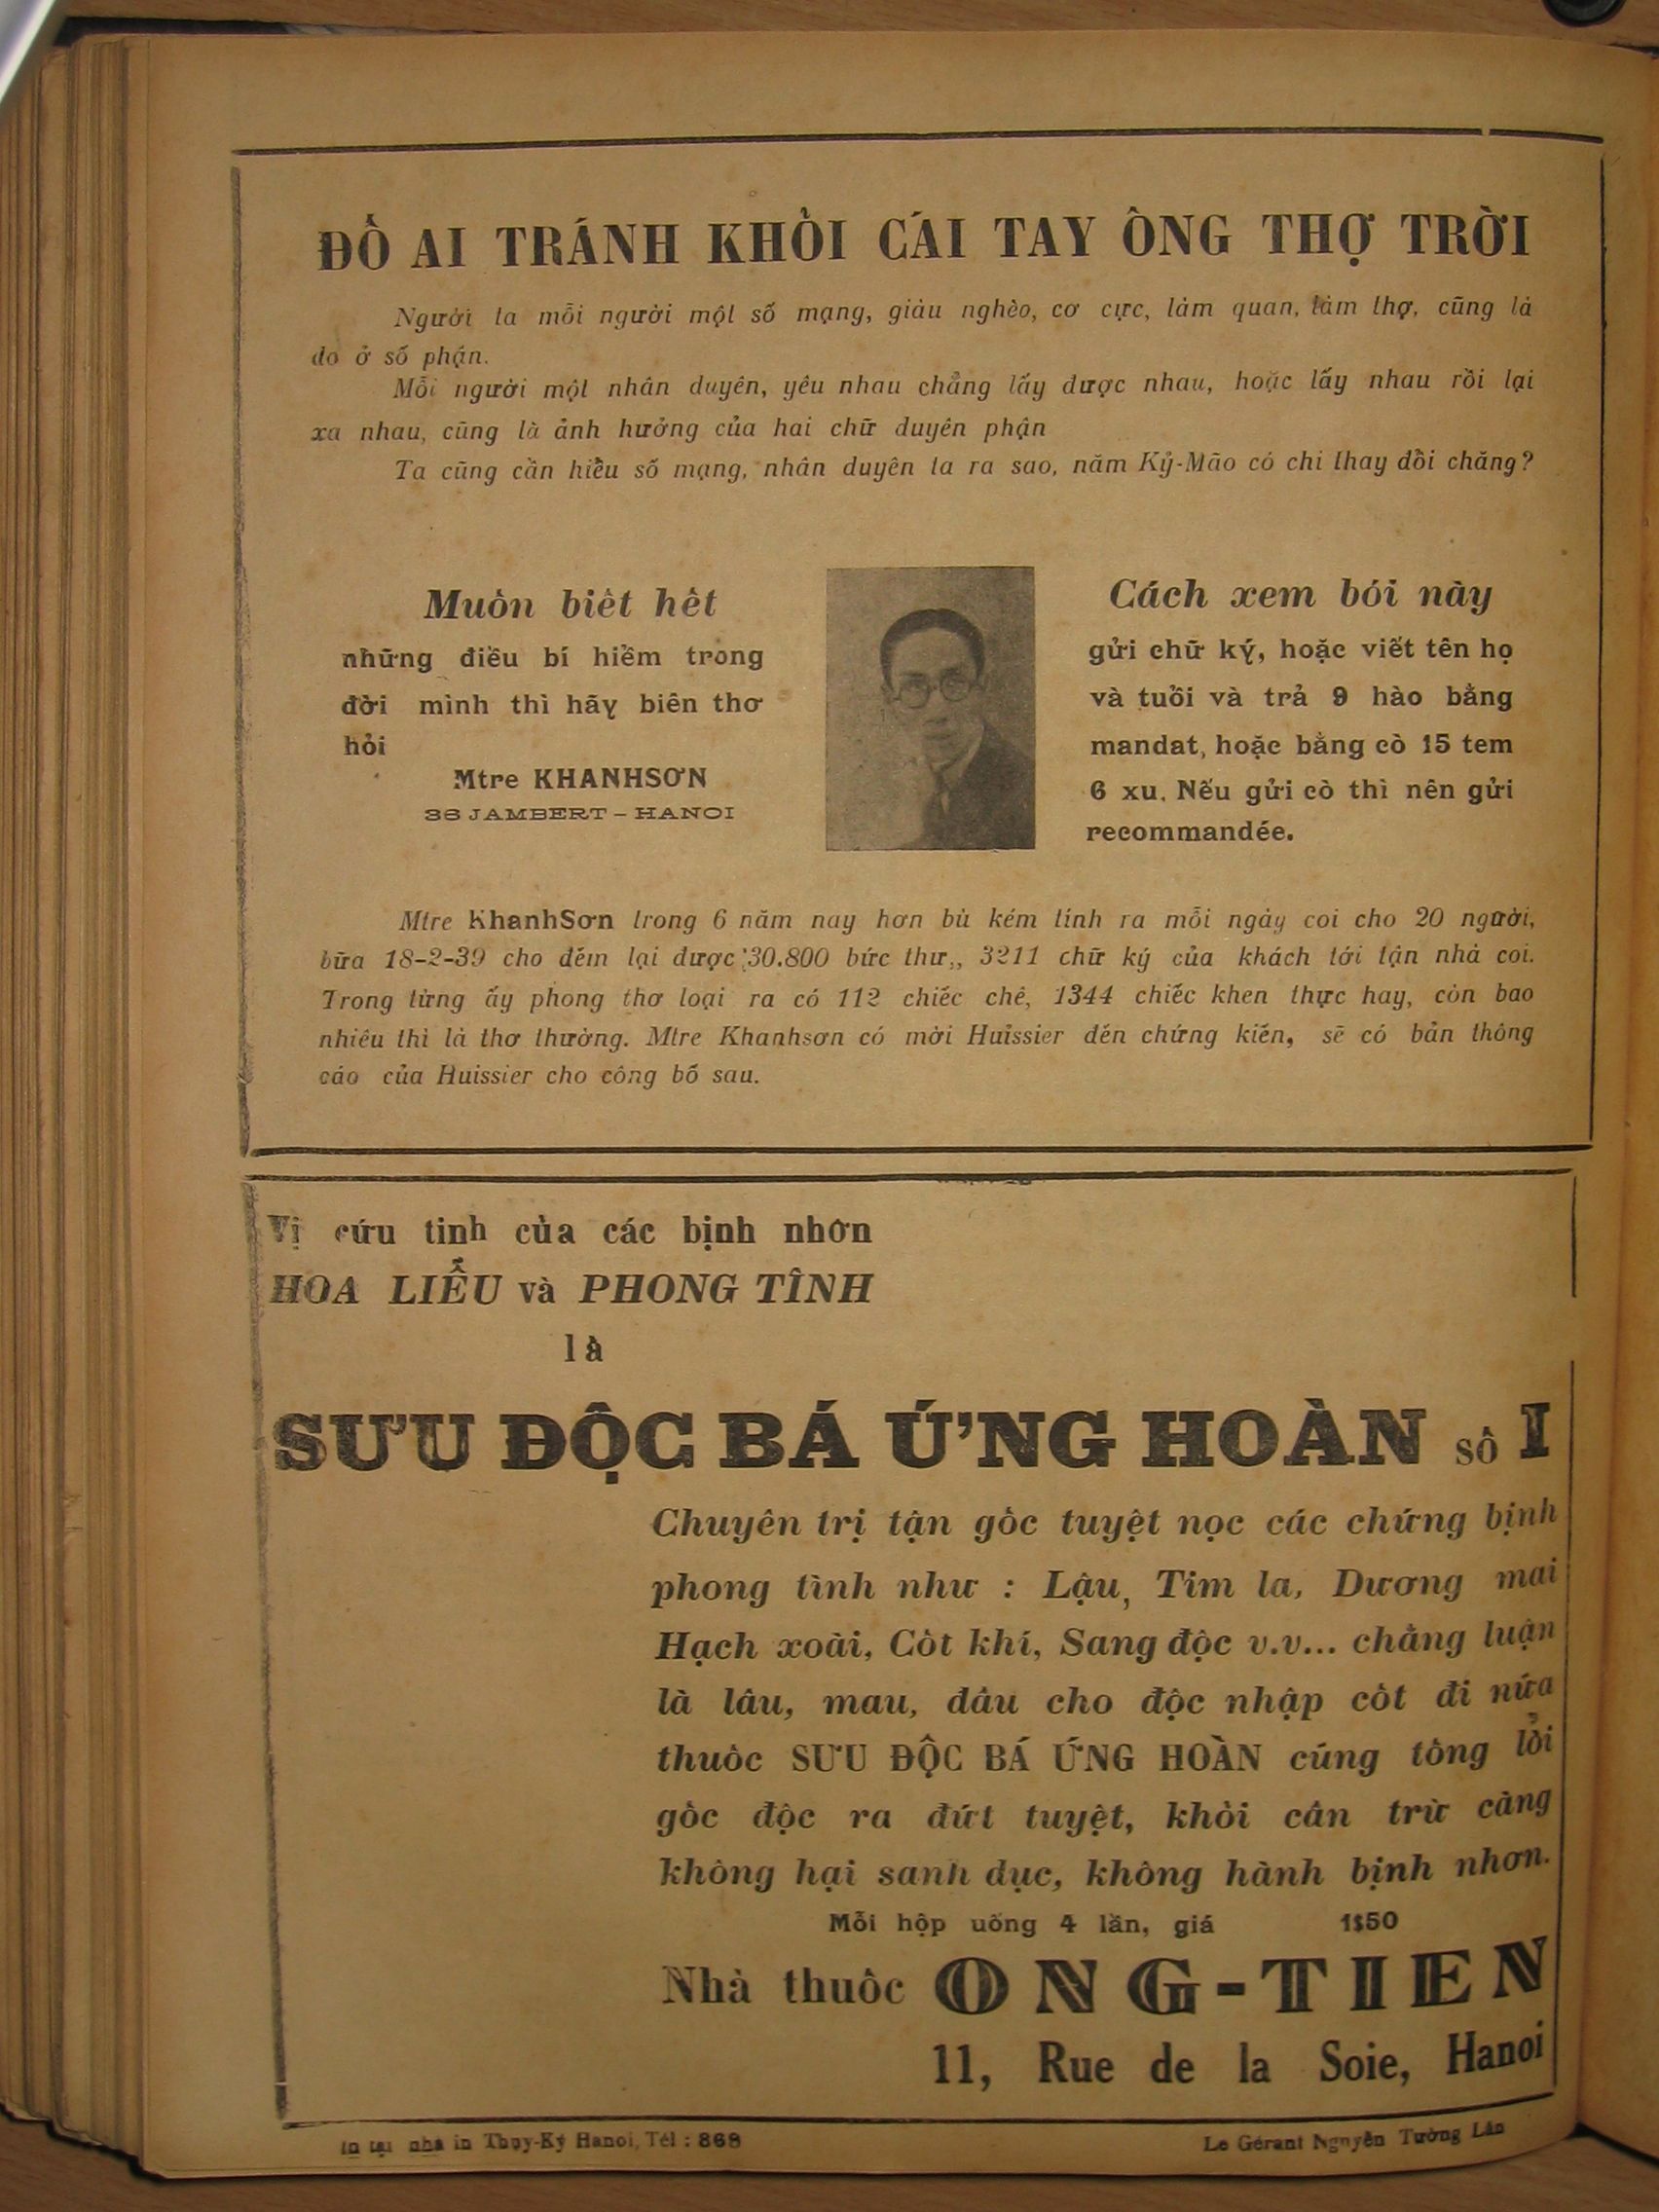 ĐỐ AI TRÁNH KHỎI CÁI TAY ÔNG THỢ TRỜI
Người ta mỗi người một số mạng, giàu nghèo, cơ cực, làm quan, làm thợ, cũng là
do ở số phận.
Mỗi người một nhân duyên, yêu nhau chẳng lấy được nhau, hoặc lấy nhau rồi lại
xa nhau, cũng là ảnh hưởng của hai chữ duyên phận
Ta cũng cần hiểu số mạng, nhân duyên ta ra sao, năm Kỷ-Mão có chi thay đổi chăng?
Muốn biết hết
những điều bí hiểm trong
đời mình thì hãy biên thơ
hỏi
Mtre KHANHSƠN
36 JAMBERT – HANOI
Cách xem bói này
gửi chữ ký, hoặc viết tên họ
và tuổi và trả 9 hào bằng
mandat, hoặc bằng cò 15 tem
6 xu. Nếu gửi cò thì nên gửi
recommandée.
Mtre KhanhSơn trong 6 năm nay hơn bù kém tính ra mỗi ngày coi cho 20 người,
bữa 18-2-39 cho đếm lại được 30.800 bức thư,, 3211 chữ ký của khách tới tận nhà coi.
Trong từng ấy phong thơ loại ra có 112 chiếc chê, 1344 chiếc khen thực hay, còn bao
nhiêu thì là thơ thường. Mtre Khanhsơn có mời Huissier đến chứng kiến, sẽ có bản thông
cáo của Huissier cho công bố sau.
Vị cứu tinh của các bịnh nhơn
HOA LIỄU và PHONG TÌNH
là
SƯU ĐỘC BÁ ỨNG HOÀN số I
Chuyên trị tận gốc tuyệt nọc các chứng bịnh
phong tình như : Lậu, Tim la, Dương mai
Hạch xoài, Cốt khí, Sang độc v.v... chẳng luận
là lâu, mau, đâu cho độc nhập cốt đi nữa
thuốc SƯU ĐỘC BÁ ỨNG HOÀN cũng tống lỏi
gốc độc ra đứt tuyệt, khỏi cần trừ căng
không hại sanh dục, không hành bịnh nhơn.
Mỗi hộp uống 4 lần, giá 1$50
Nhà thuốc ONG-TIEN
11, Rue de la Soie, Hanoi
In tại nhà in Thụy-Ký Hanoi, Tél : 868
Le Gérant Nguyễn Tường Lân